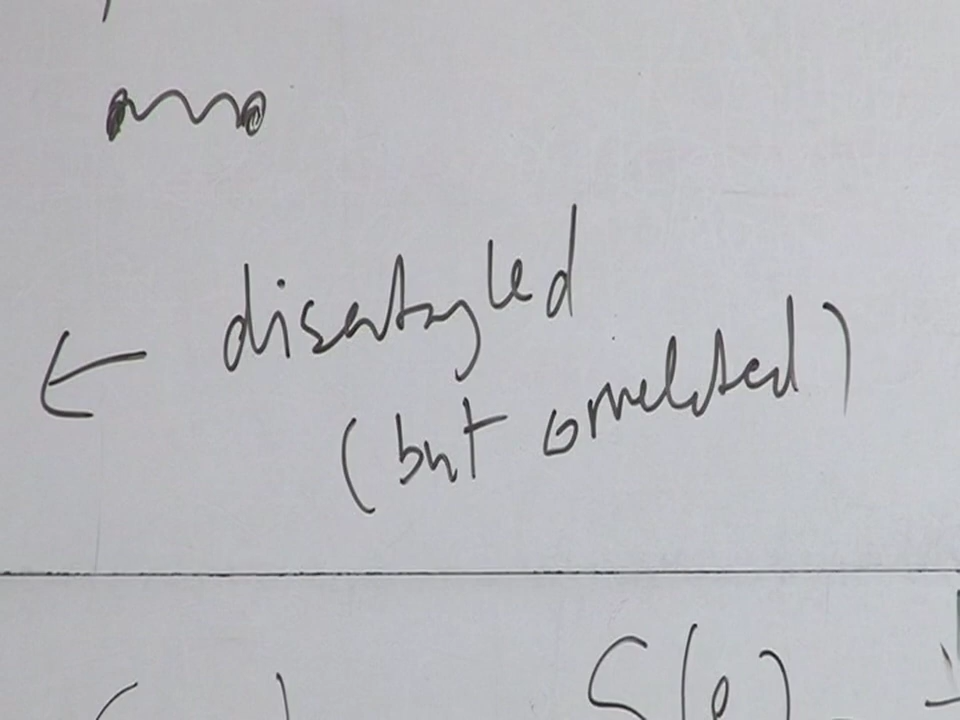 ← disentangled
(but correlated)
S(ρ) =